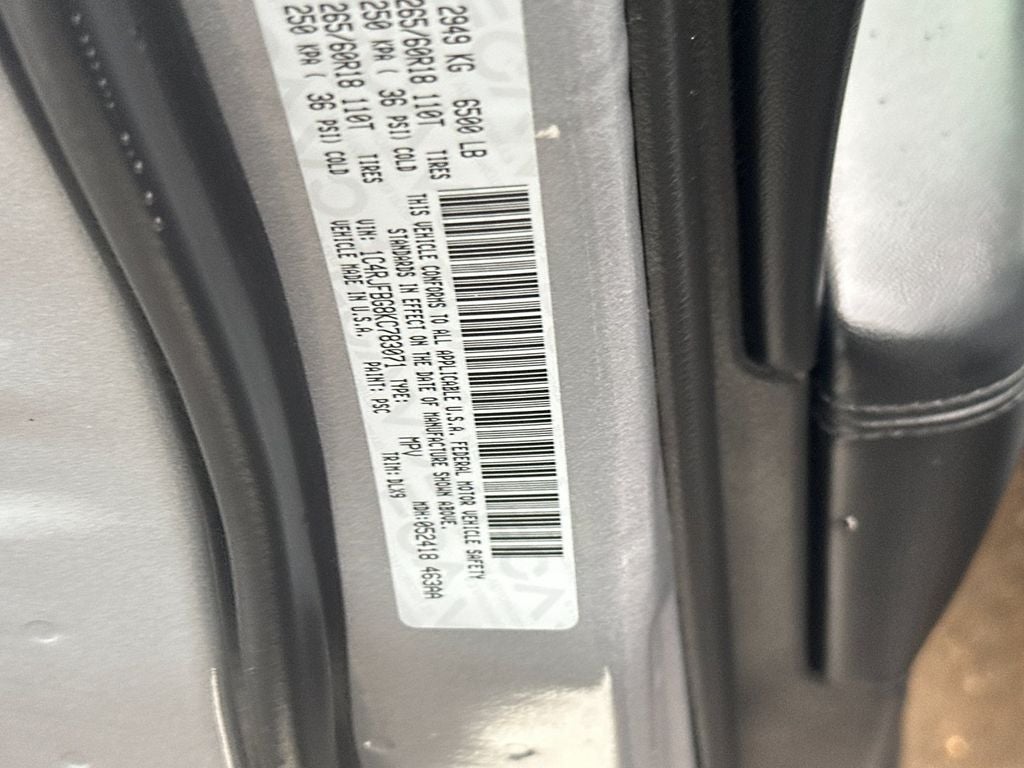 2949 KG 6500 LB
265/60R18 110T TIRES
250 KPA ( 36 PSI) COLD
265/60R18 110T TIRES
250 KPA ( 36 PSI) COLD
THIS VEHICLE CONFORMS TO ALL APPLICABLE U.S.A. FEDERAL MOTOR VEHICLE SAFETY
STANDARDS IN EFFECT ON THE DATE OF MANUFACTURE SHOWN ABOVE.
VIN: 1C4RJFBG8KC783071 TYPE: MPV MDH:052418 463AA
VEHICLE MADE IN U.S.A. PAINT: PSC TRIM:DLX9